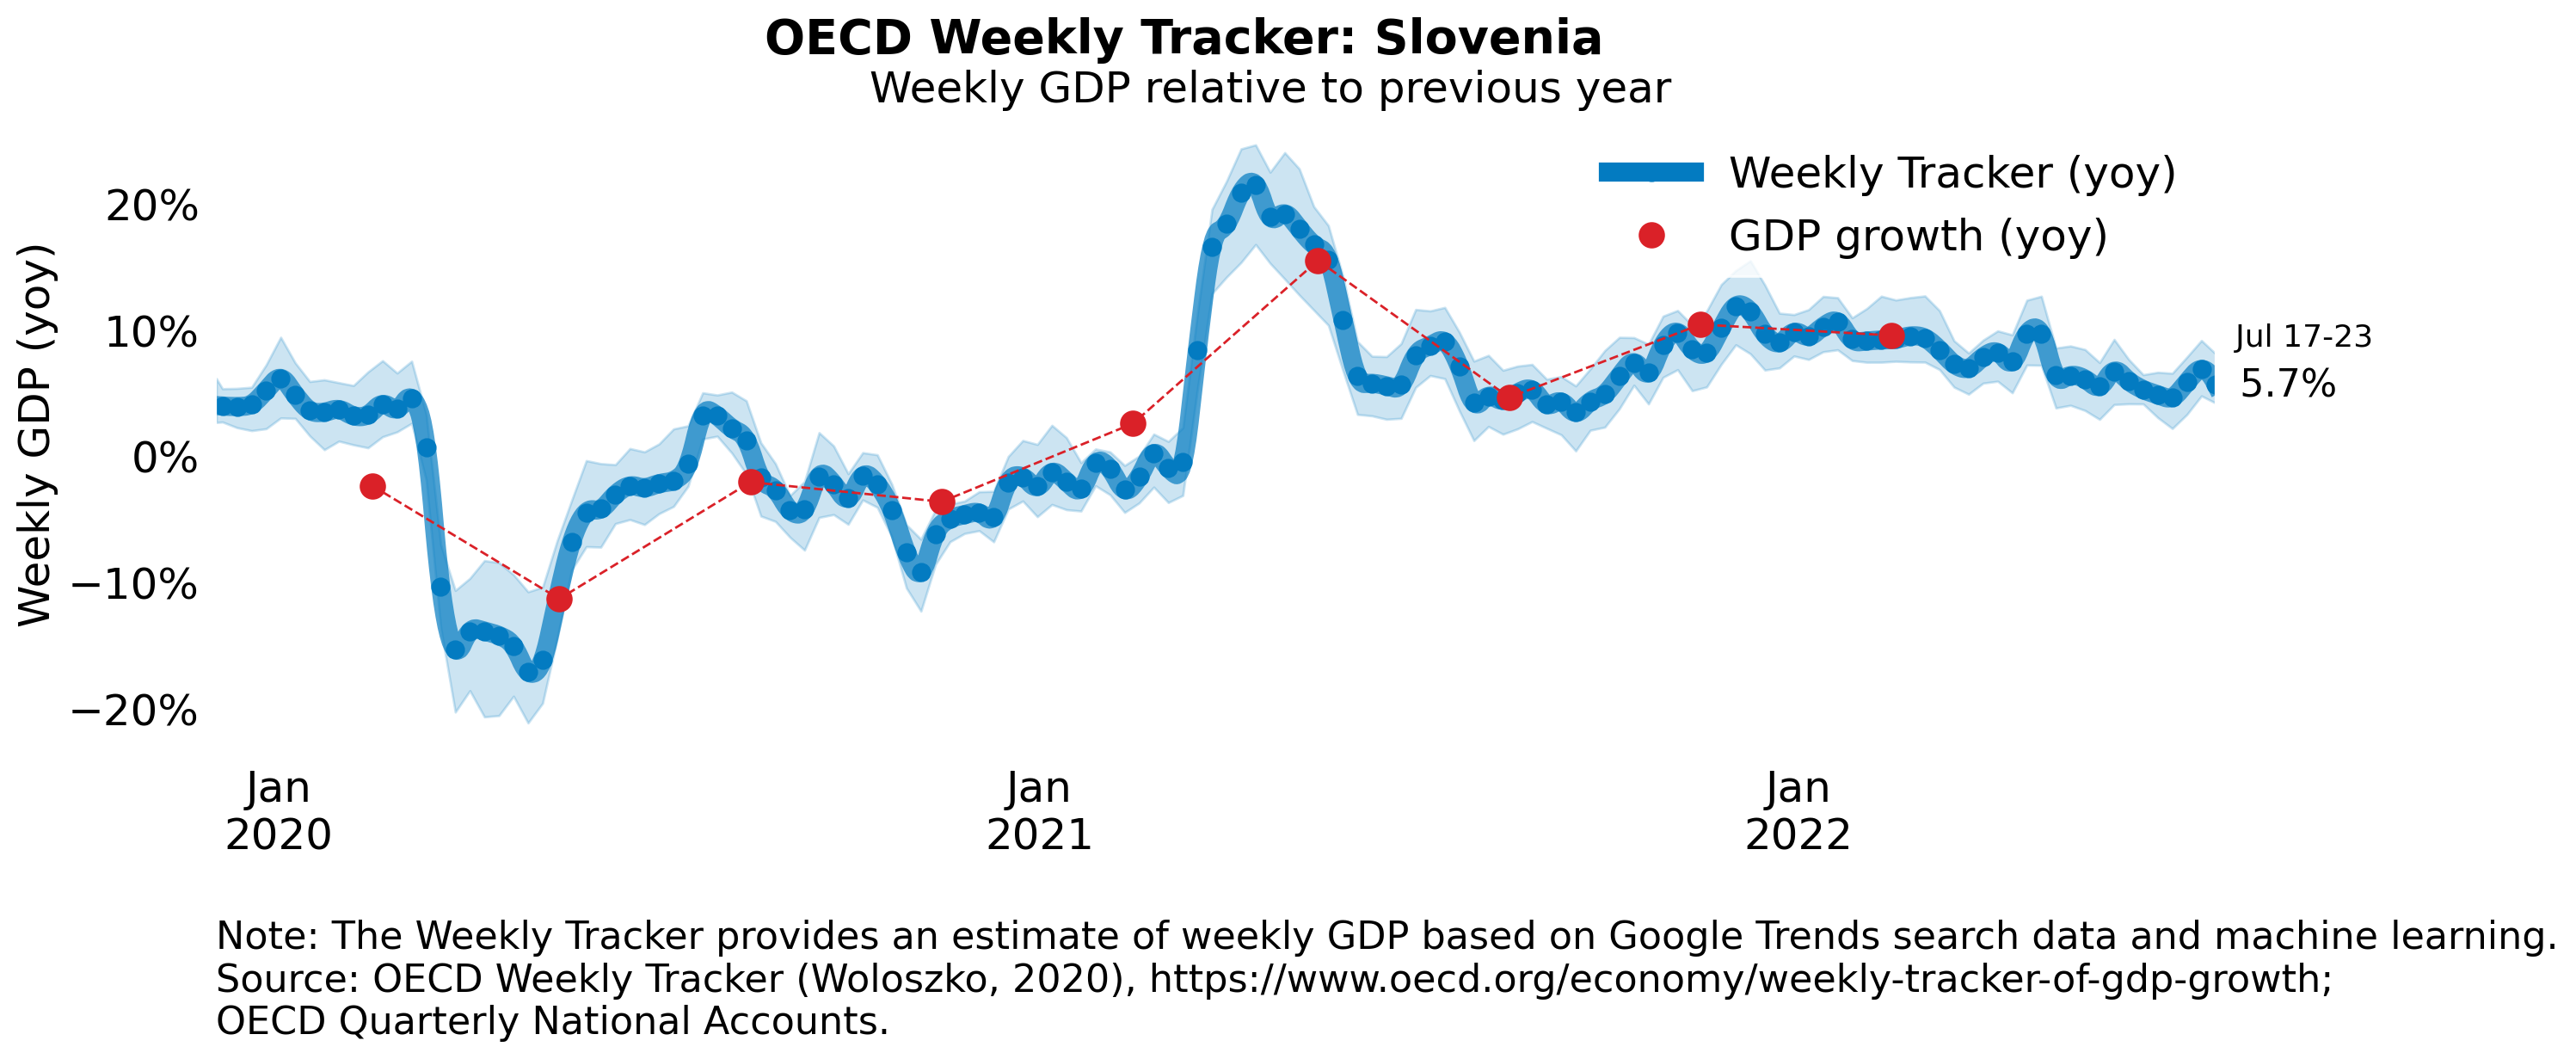 OECD Weekly Tracker: Slovenia
Weekly GDP relative to previous year
Weekly Tracker (yoy)
GDP growth (yoy)
Weekly GDP (yoy)
20%
10%
0%
−10%
−20%
Jul 17-23
5.7%
Jan
2020
Jan
2021
Jan
2022
Note: The Weekly Tracker provides an estimate of weekly GDP based on Google Trends search data and machine learning.
Source: OECD Weekly Tracker (Woloszko, 2020), https://www.oecd.org/economy/weekly-tracker-of-gdp-growth;
OECD Quarterly National Accounts.